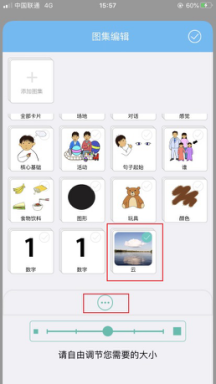 中国联通 4G 15:57 60%
图集编辑
添加图集
全部卡片 场地 对话 感觉
核心基础 活动 句子起始 谁
食物饮料 图形 玩具 颜色
1 1
数字 数字 云
请自由调节您需要的大小